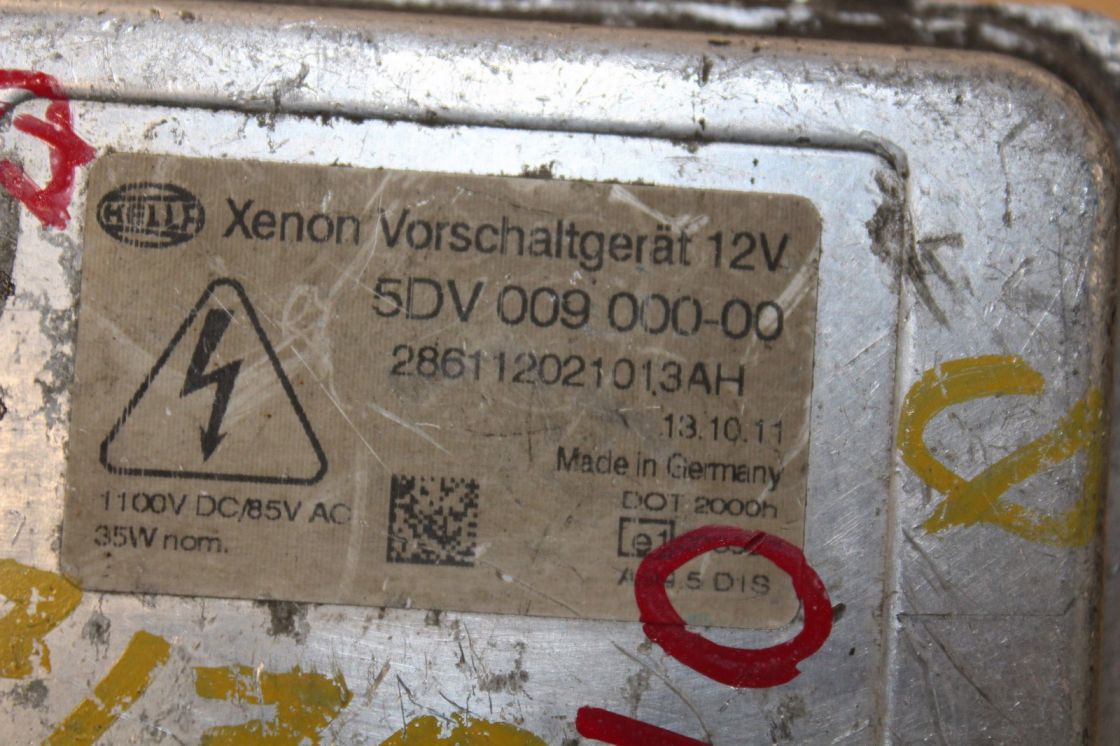 HELLA
Xenon Vorschaltgerät 12V
5DV 009 000-00
286112021013AH
13.10.11
Made in Germany
DOT 2000h
e1
1100V DC/85V AC
35W nom.
D1S